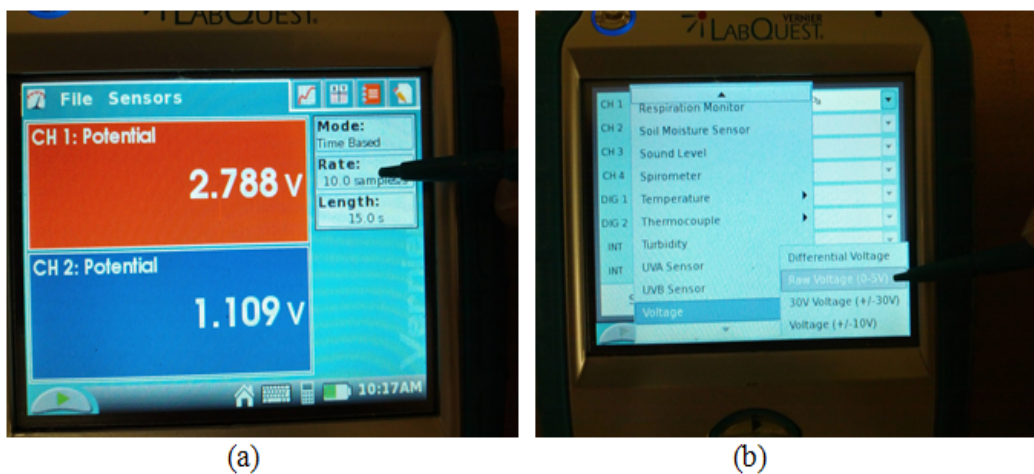 LABQUEST.
File Sensors
CH 1: Potential
2.788 V
CH 2: Potential
1.109 V
Mode:
Time Based
Rate:
10.0
Length:
15.0 s
10:17AM
Vernier
(a)
VERNIER
LABQUEST.
CH 1
CH 2
CH 3
CH 4
DIG 1
DIG 2
INT
INT
Respiration Monitor
Soil Moisture Sensor
Sound Level
Spirometer
Temperature
Thermocouple
Turbidity
UVA Sensor
UVB Sensor
Voltage
Differential Voltage
Raw Voltage (0-5V)
30V Voltage (+/-30V)
Voltage (+/-10V)
(b)